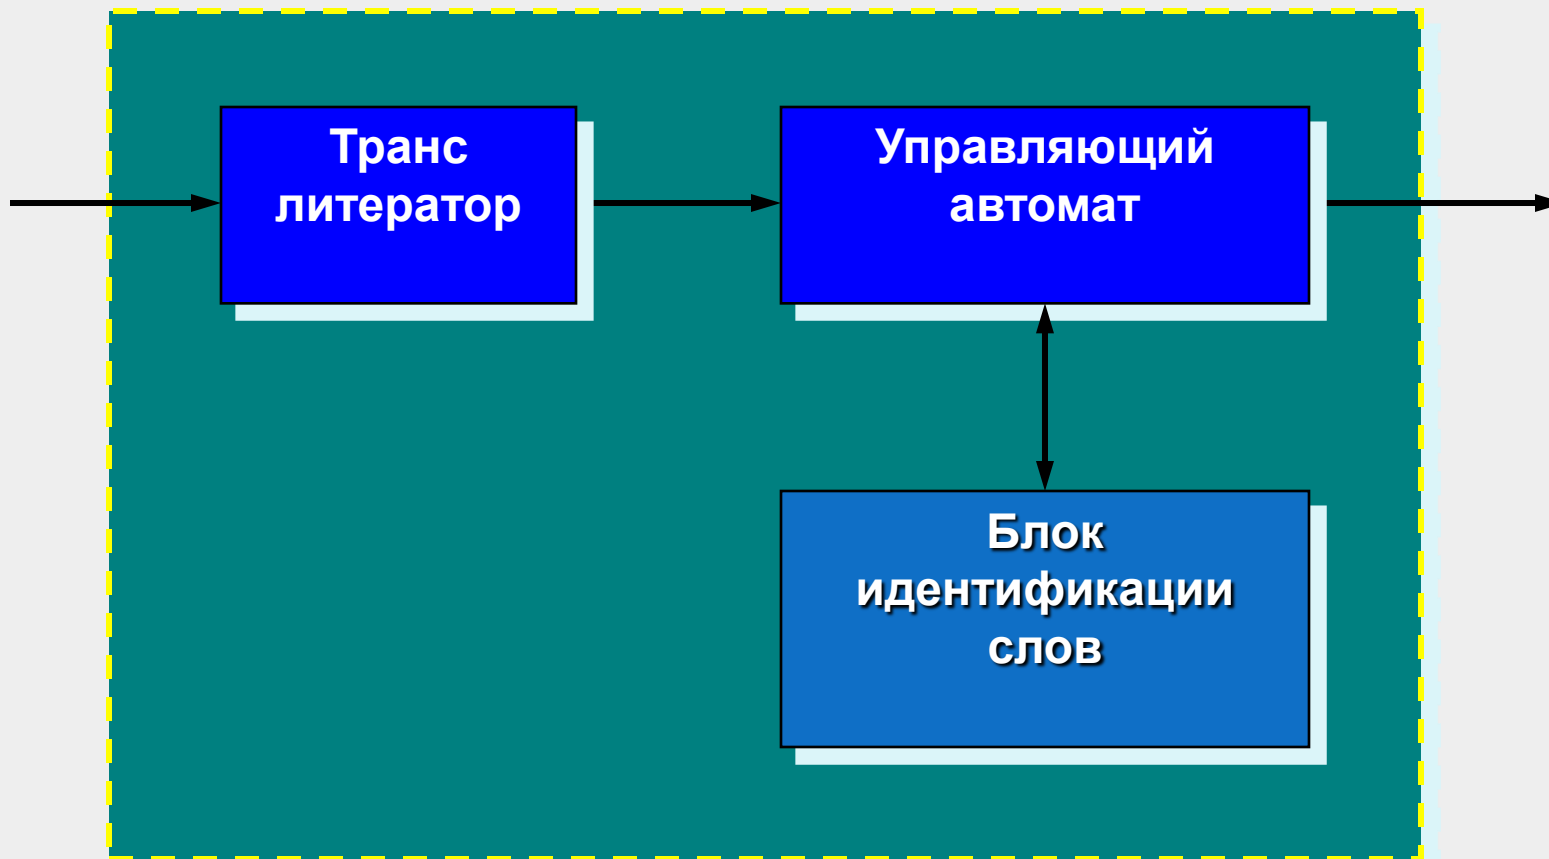 Транс
литератор
Управляющий
автомат
Блок
идентификации
слов